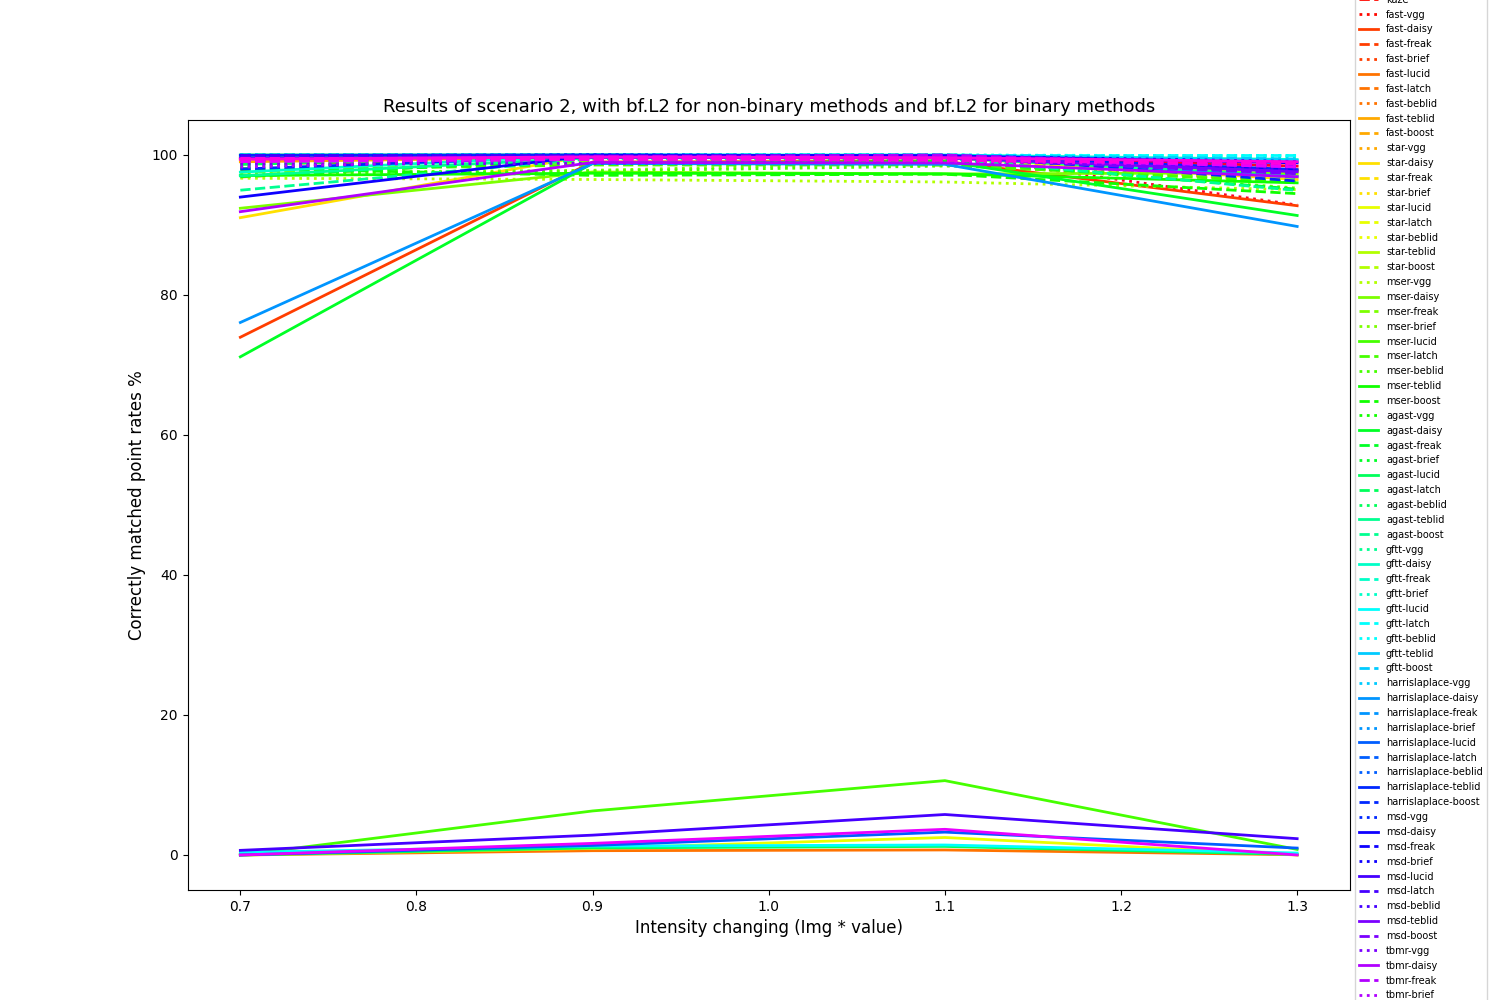 Results of scenario 2, with bf.L2 for non-binary methods and bf.L2 for binary methods
Correctly matched point rates %
100
80
60
40
20
0
0.7
0.8
0.9
1.0
1.1
1.2
1.3
Intensity changing (Img * value)
kaze
fast-vgg
fast-daisy
fast-freak
fast-brief
fast-lucid
fast-latch
fast-beblid
fast-teblid
fast-boost
star-vgg
star-daisy
star-freak
star-brief
star-lucid
star-latch
star-beblid
star-teblid
star-boost
mser-vgg
mser-daisy
mser-freak
mser-brief
mser-lucid
mser-latch
mser-beblid
mser-teblid
mser-boost
agast-vgg
agast-daisy
agast-freak
agast-brief
agast-lucid
agast-latch
agast-beblid
agast-teblid
agast-boost
gftt-vgg
gftt-daisy
gftt-freak
gftt-brief
gftt-lucid
gftt-latch
gftt-beblid
gftt-teblid
gftt-boost
harrislaplace-vgg
harrislaplace-daisy
harrislaplace-freak
harrislaplace-brief
harrislaplace-lucid
harrislaplace-latch
harrislaplace-beblid
harrislaplace-teblid
harrislaplace-boost
msd-vgg
msd-daisy
msd-freak
msd-brief
msd-lucid
msd-latch
msd-beblid
msd-teblid
msd-boost
tbmr-vgg
tbmr-daisy
tbmr-freak
tbmr-brief